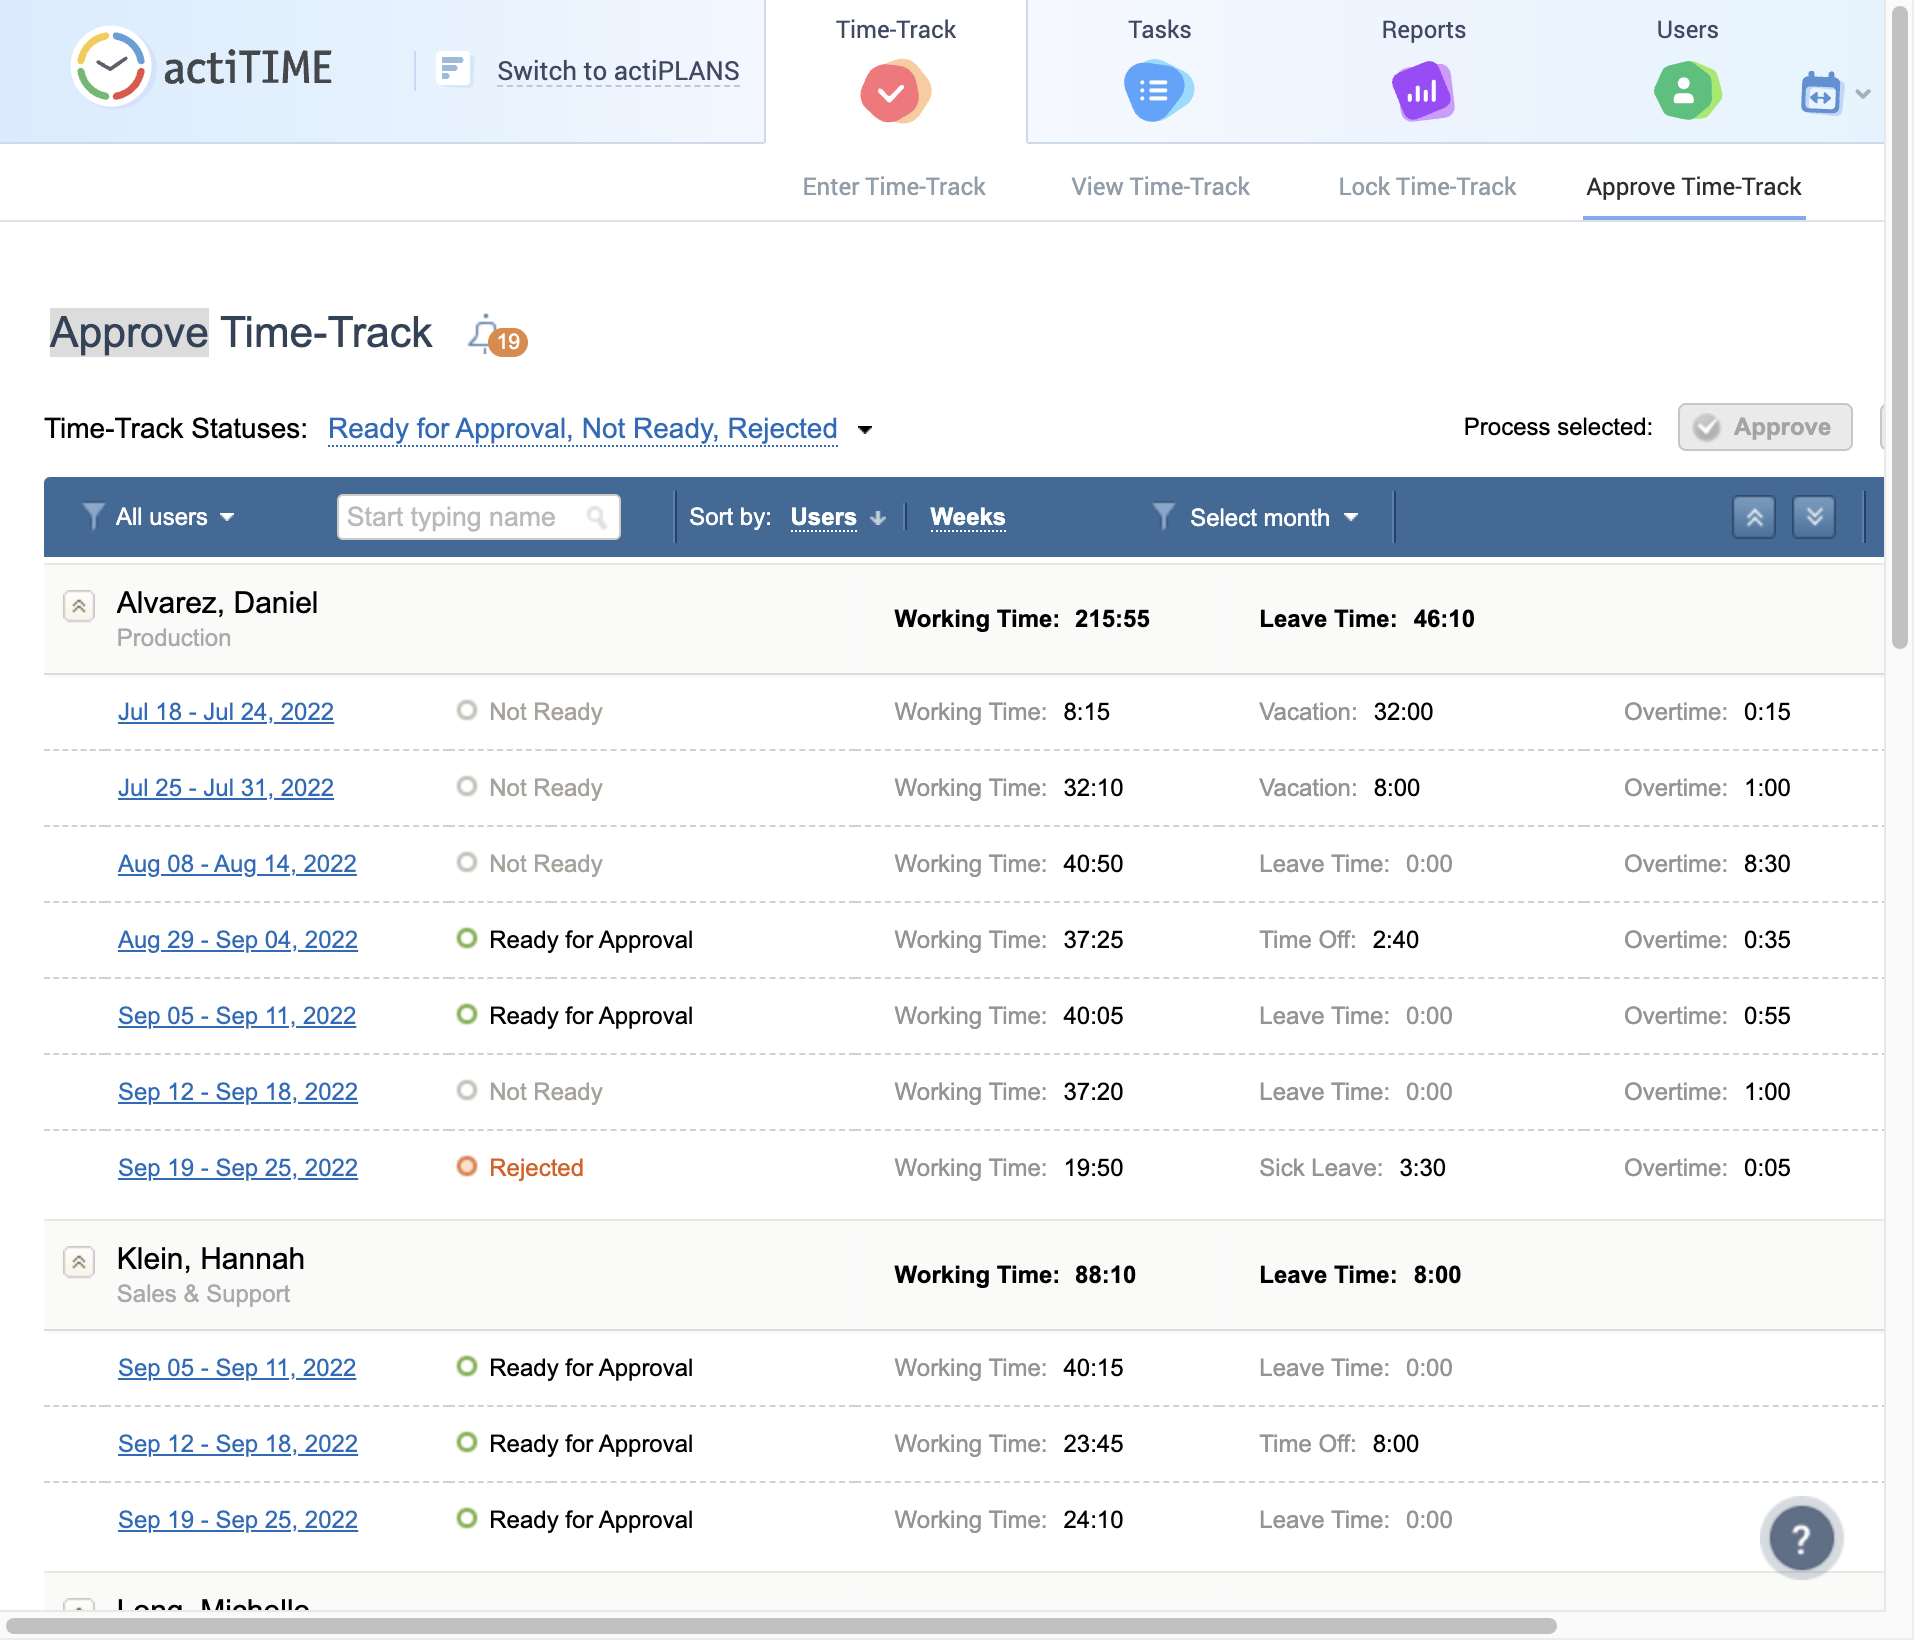 actiTIME
Switch to actiPLANS
Time-Track
Tasks
Reports
Users
Enter Time-Track
View Time-Track
Lock Time-Track
Approve Time-Track
Approve Time-Track 19
Time-Track Statuses: Ready for Approval, Not Ready, Rejected
Process selected: Approve
All users
Start typing name
Sort by: Users Weeks
Select month
Alvarez, Daniel
Production
Working Time: 215:55 Leave Time: 46:10
Jul 18 - Jul 24, 2022 Not Ready Working Time: 8:15 Vacation: 32:00 Overtime: 0:15
Jul 25 - Jul 31, 2022 Not Ready Working Time: 32:10 Vacation: 8:00 Overtime: 1:00
Aug 08 - Aug 14, 2022 Not Ready Working Time: 40:50 Leave Time: 0:00 Overtime: 8:30
Aug 29 - Sep 04, 2022 Ready for Approval Working Time: 37:25 Time Off: 2:40 Overtime: 0:35
Sep 05 - Sep 11, 2022 Ready for Approval Working Time: 40:05 Leave Time: 0:00 Overtime: 0:55
Sep 12 - Sep 18, 2022 Not Ready Working Time: 37:20 Leave Time: 0:00 Overtime: 1:00
Sep 19 - Sep 25, 2022 Rejected Working Time: 19:50 Sick Leave: 3:30 Overtime: 0:05
Klein, Hannah
Sales & Support
Working Time: 88:10 Leave Time: 8:00
Sep 05 - Sep 11, 2022 Ready for Approval Working Time: 40:15 Leave Time: 0:00
Sep 12 - Sep 18, 2022 Ready for Approval Working Time: 23:45 Time Off: 8:00
Sep 19 - Sep 25, 2022 Ready for Approval Working Time: 24:10 Leave Time: 0:00
?
Long, Michelle